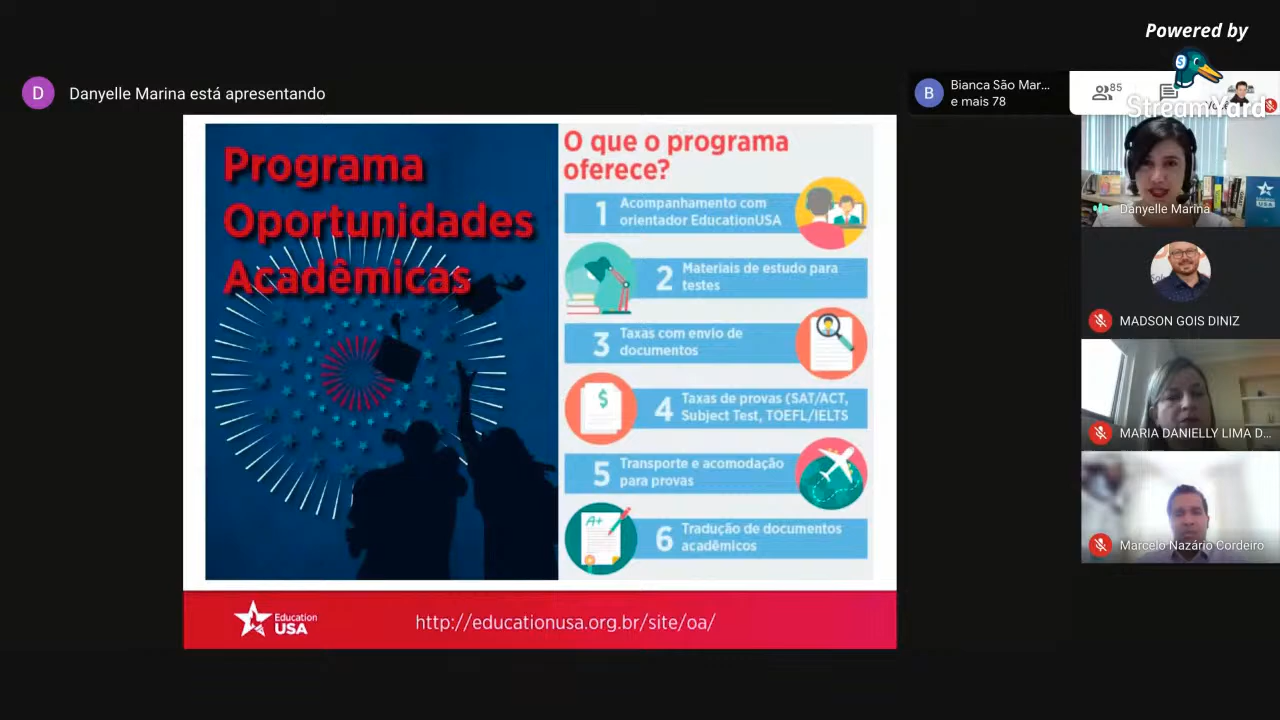 Powered by
StreamYard
D
Danyelle Marina está apresentando
B
Bianca São Mar...
e mais 78
85
Programa
Oportunidades
Acadêmicas
O que o programa
oferece?
1
Acompanhamento com
orientador EducationUSA
2
Materiais de estudo para
testes
3
Taxas com envio de
documentos
4
Taxas de provas (SAT/ACT,
Subject Test, TOEFL/IELTS
5
Transporte e acomodação
para provas
6
Tradução de documentos
acadêmicos
A+
$
Education
USA
http://educationusa.org.br/site/oa/
Danyelle Marina
MADSON GOIS DINIZ
MARIA DANIELLY LIMA D...
Marcelo Nazário Cordeiro